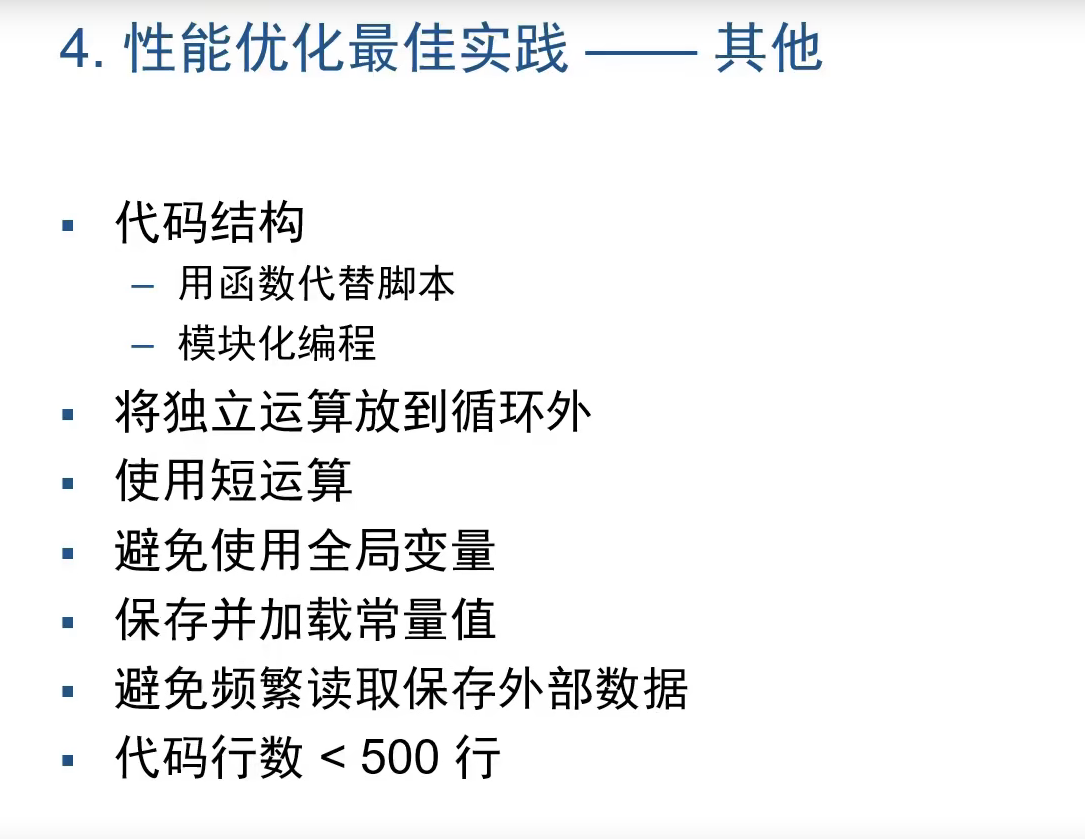 4. 性能优化最佳实践 —— 其他
▪ 代码结构
– 用函数代替脚本
– 模块化编程
▪ 将独立运算放到循环外
▪ 使用短运算
▪ 避免使用全局变量
▪ 保存并加载常量值
▪ 避免频繁读取保存外部数据
▪ 代码行数 < 500 行